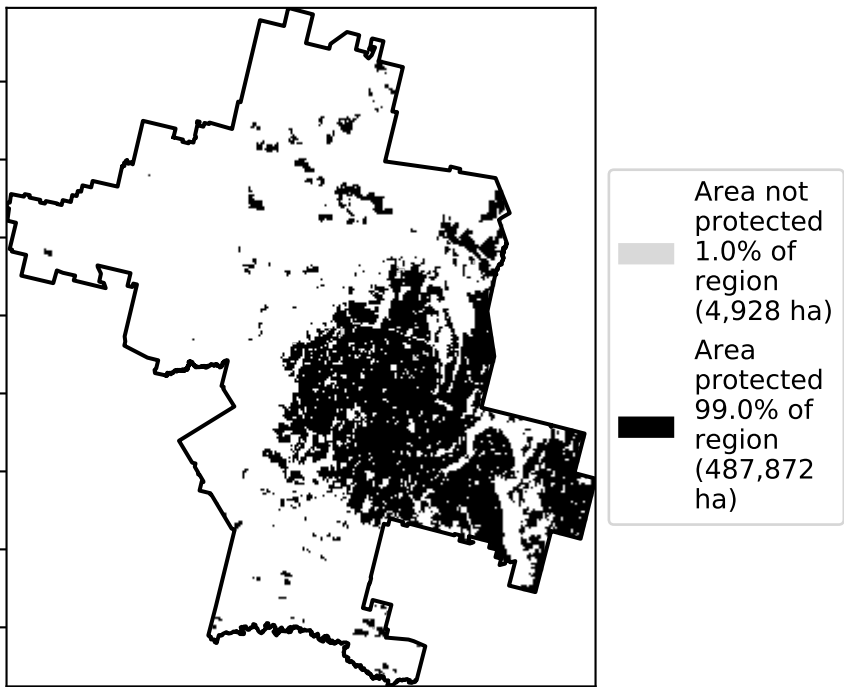 Area not
protected
1.0% of
region
(4,928 ha)
Area
protected
99.0% of
region
(487,872
ha)